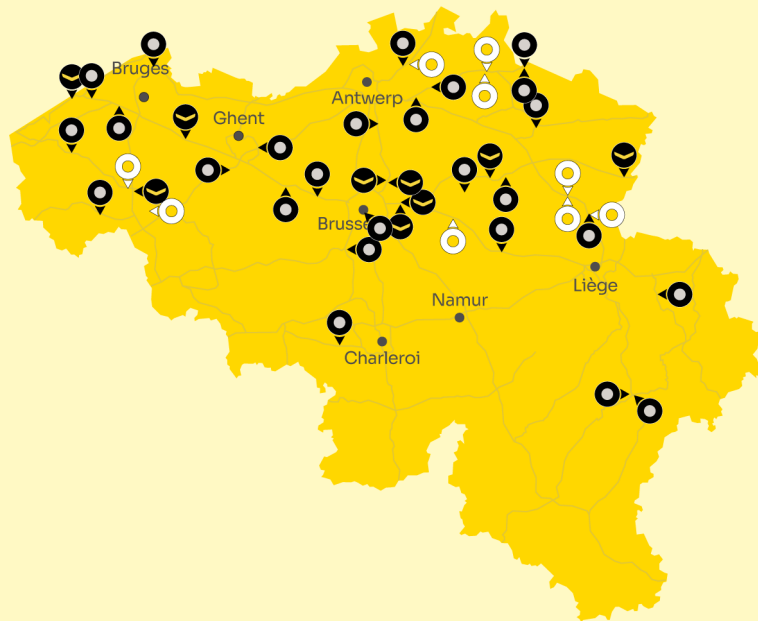 Bruges
Antwerp
Ghent
Brusse
Liège
Namur
Charleroi